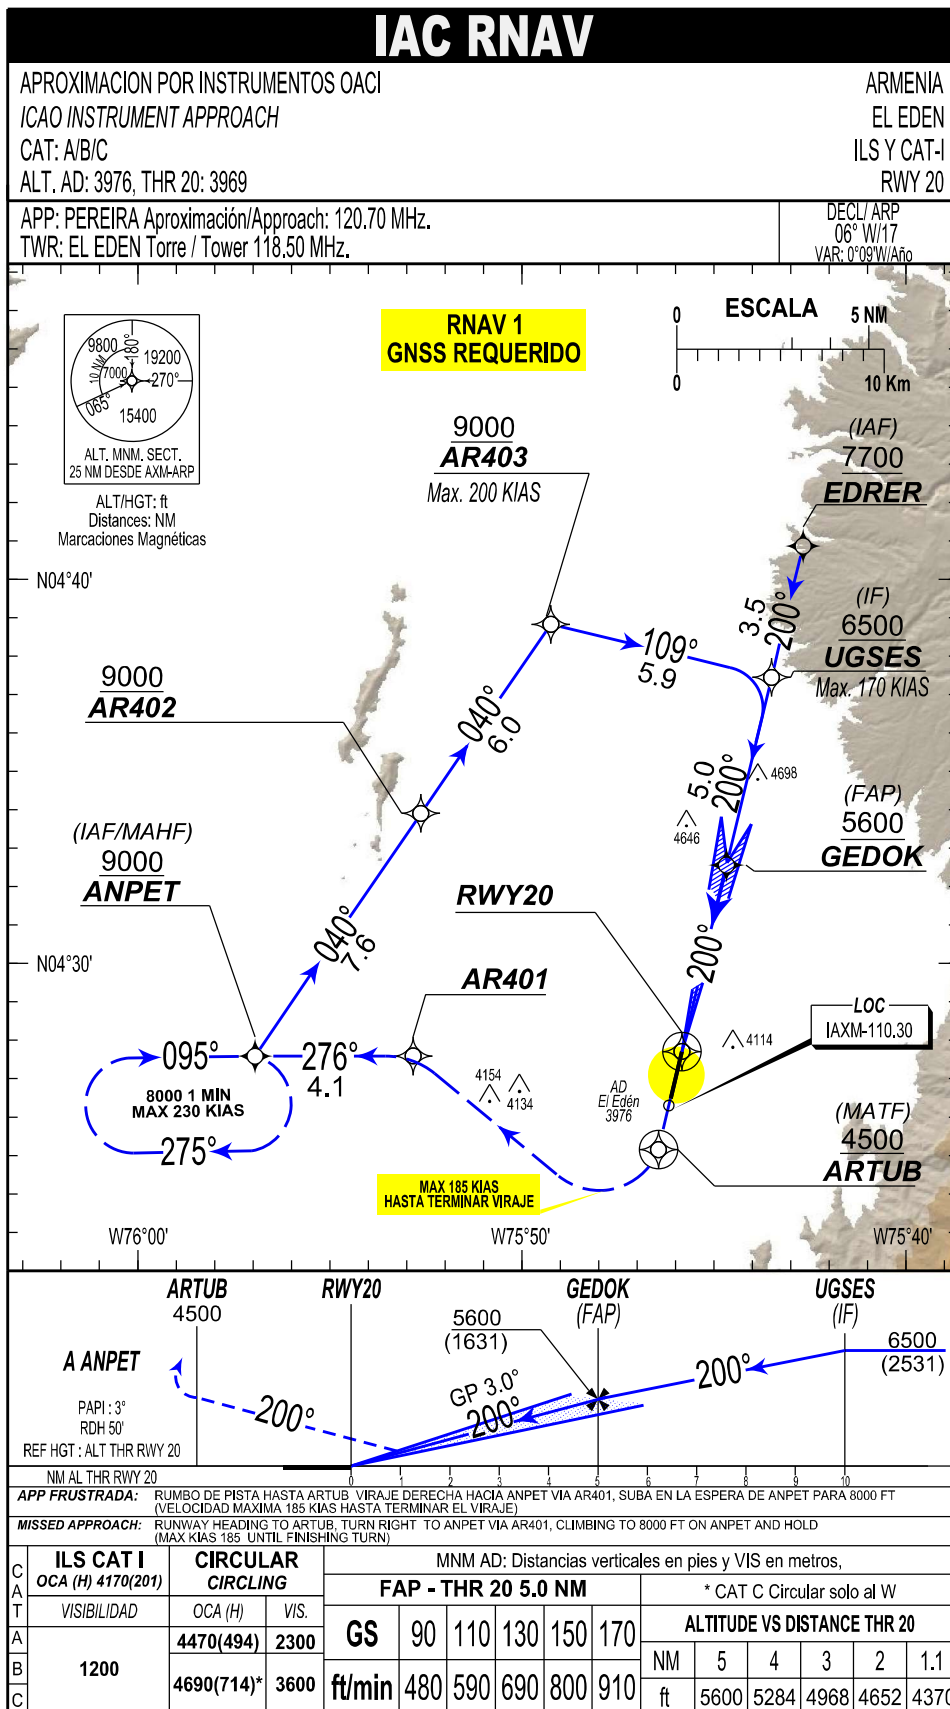 IAC RNAV
APROXIMACION POR INSTRUMENTOS OACI
ICAO INSTRUMENT APPROACH
CAT: A/B/C
ALT. AD: 3976, THR 20: 3969
ARMENIA
EL EDEN
ILS Y CAT-I
RWY 20
APP: PEREIRA Aproximación/Approach: 120.70 MHz.
TWR: EL EDEN Torre / Tower 118.50 MHz.
DECL/ ARP
06° W/17
VAR: 0°09'W/Año
RNAV 1
GNSS REQUERIDO
ESCALA
0 5 NM
0 10 Km
9800
180°
19200
10 NM
7000
270°
065°
15400
ALT. MNM. SECT.
25 NM DESDE AXM-ARP
ALT/HGT: ft
Distances: NM
Marcaciones Magnéticas
9000
AR403
Max. 200 KIAS
(IAF)
7700
EDRER
N04°40'
3.5
200°
(IF)
6500
UGSES
Max. 170 KIAS
109°
5.9
9000
AR402
040°
6.0
5.0
200°
4698
4646
(FAP)
5600
GEDOK
(IAF/MAHF)
9000
ANPET
RWY20
040°
7.6
200°
N04°30'
AR401
LOC
IAXM-110.30
095°
276°
4.1
8000 1 MIN
MAX 230 KIAS
275°
4154
4134
4114
AD
El Edén
3976
(MATF)
4500
ARTUB
MAX 185 KIAS
HASTA TERMINAR VIRAJE
W76°00'
W75°50'
W75°40'
ARTUB
4500
RWY20
GEDOK
(FAP)
UGSES
(IF)
5600
(1631)
6500
(2531)
A ANPET
PAPI : 3°
RDH 50'
REF HGT : ALT THR RWY 20
200°
GP 3.0°
200°
200°
NM AL THR RWY 20
0 1 2 3 4 5 6 7 8 9 10
APP FRUSTRADA: RUMBO DE PISTA HASTA ARTUB VIRAJE DERECHA HACIA ANPET VIA AR401, SUBA EN LA ESPERA DE ANPET PARA 8000 FT
(VELOCIDAD MAXIMA 185 KIAS HASTA TERMINAR EL VIRAJE)
MISSED APPROACH: RUNWAY HEADING TO ARTUB, TURN RIGHT TO ANPET VIA AR401, CLIMBING TO 8000 FT ON ANPET AND HOLD
(MAX KIAS 185 UNTIL FINISHING TURN)
CAT
ILS CAT I
OCA (H) 4170(201)
CIRCULAR
CIRCLING
VISIBILIDAD
OCA (H) VIS.
A
B
C
1200
4470(494) 2300
4690(714)* 3600
MNM AD: Distancias verticales en pies y VIS en metros,
FAP - THR 20 5.0 NM
GS 90 110 130 150 170
ft/min 480 590 690 800 910
* CAT C Circular solo al W
ALTITUDE VS DISTANCE THR 20
NM 5 4 3 2 1.1
ft 5600 5284 4968 4652 4370